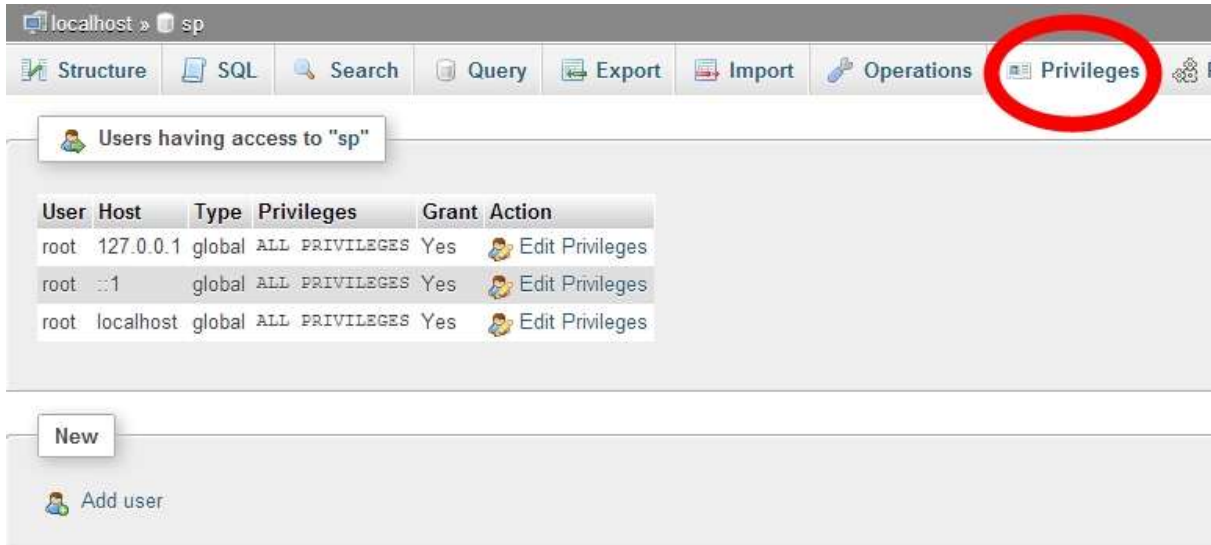 localhost » sp
Structure SQL Search Query Export Import Operations Privileges
Users having access to "sp"
User Host Type Privileges Grant Action
root 127.0.0.1 global ALL PRIVILEGES Yes Edit Privileges
root ::1 global ALL PRIVILEGES Yes Edit Privileges
root localhost global ALL PRIVILEGES Yes Edit Privileges
New
Add user